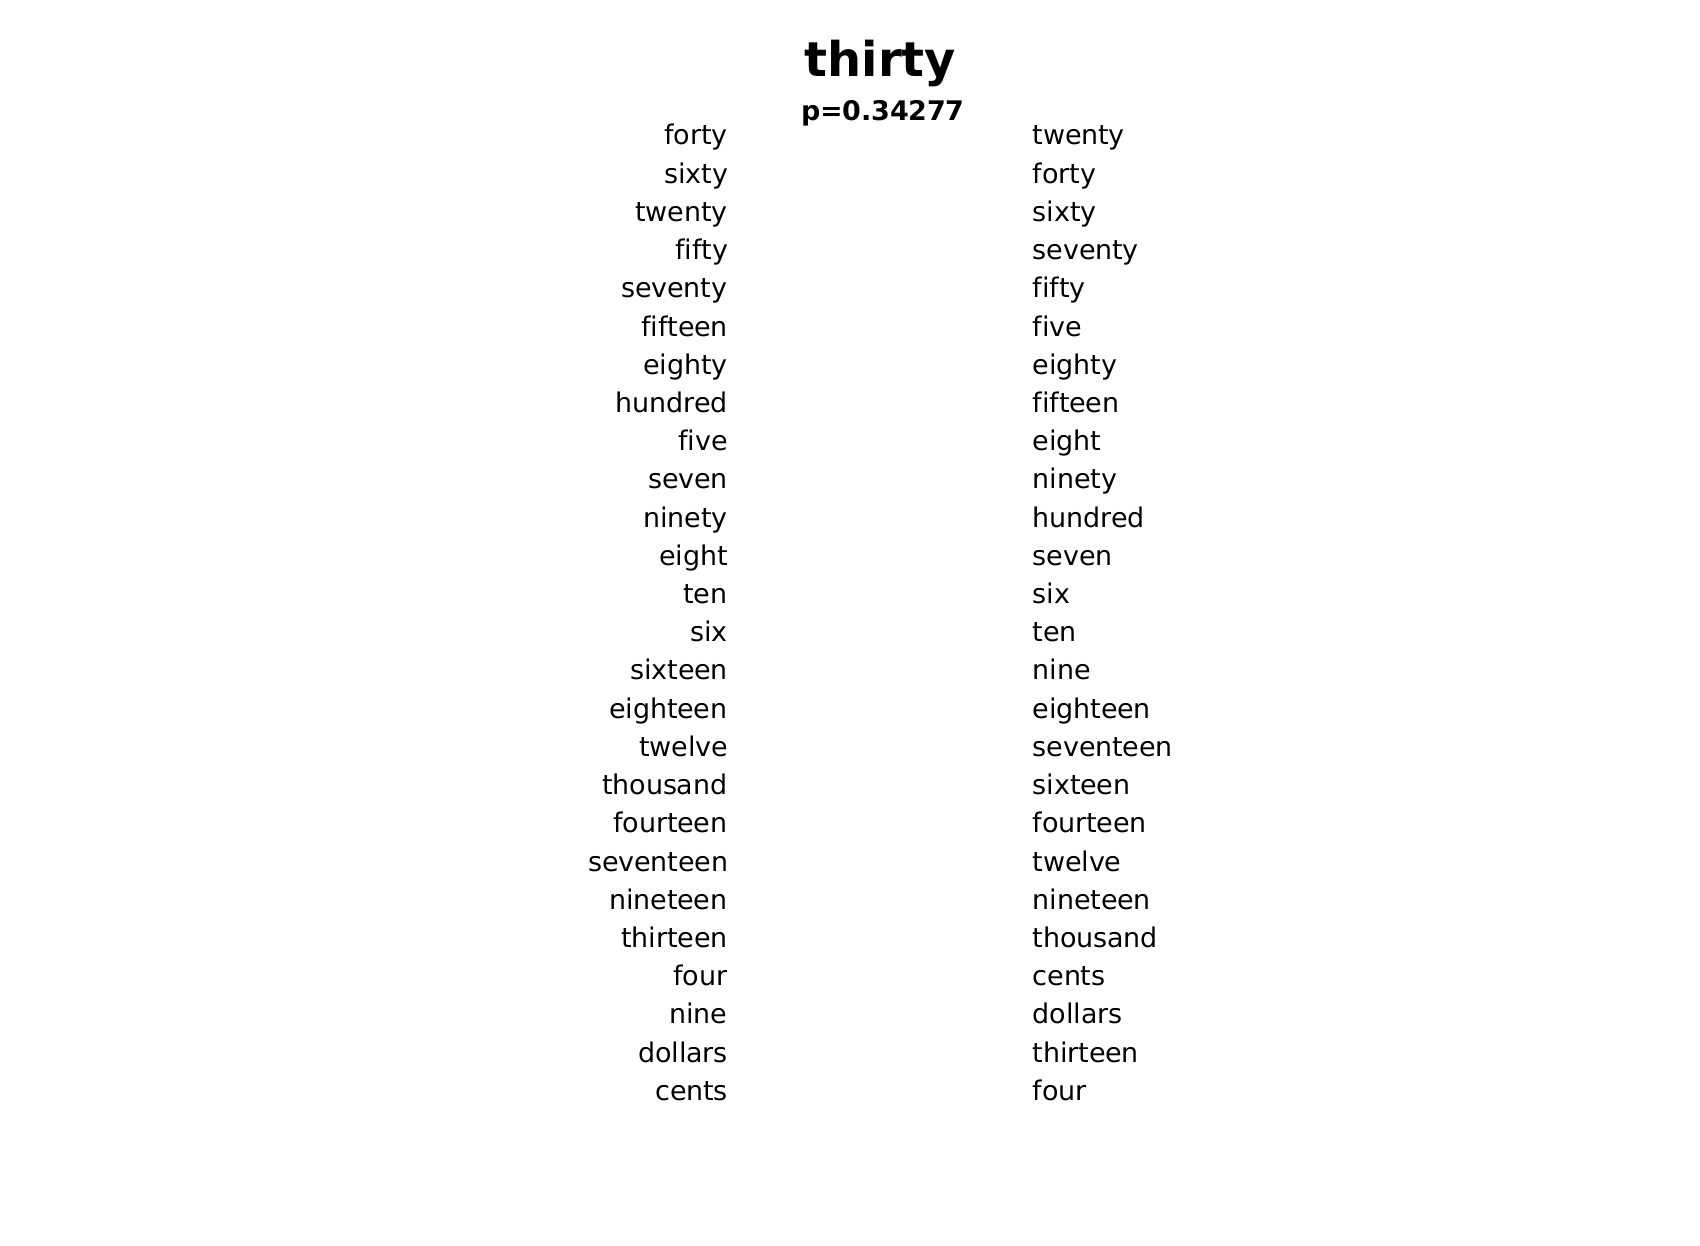 thirty
p=0.34277
forty twenty
sixty forty
twenty sixty
fifty seventy
seventy fifty
fifteen five
eighty eighty
hundred fifteen
five eight
seven ninety
ninety hundred
eight seven
ten six
six ten
sixteen nine
eighteen eighteen
twelve seventeen
thousand sixteen
fourteen fourteen
seventeen twelve
nineteen nineteen
thirteen thousand
four cents
nine dollars
dollars thirteen
cents four